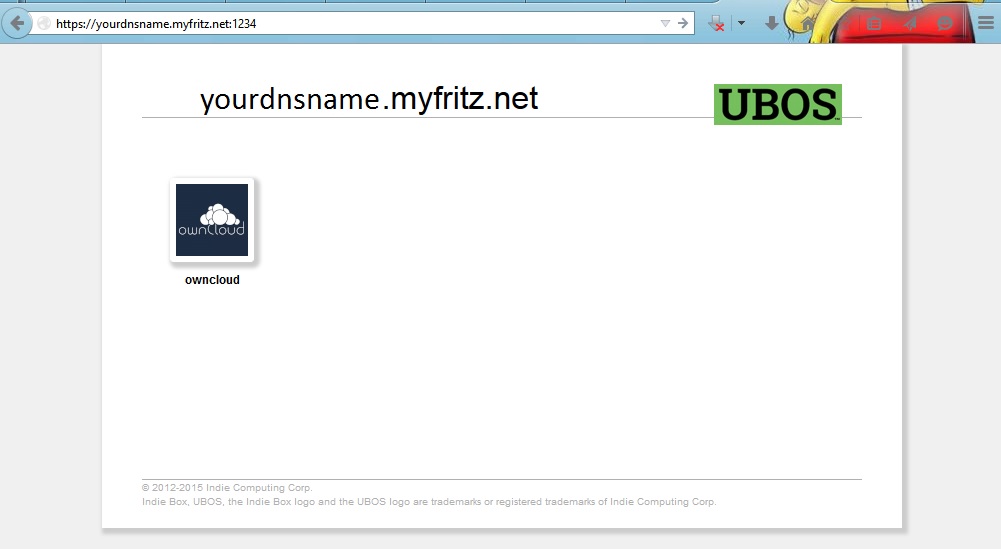 https://yourdnsname.myfritz.net:1234
yourdnsname.myfritz.net
UBOS™
ownCloud
owncloud
© 2012-2015 Indie Computing Corp.
Indie Box, UBOS, the Indie Box logo and the UBOS logo are trademarks or registered trademarks of Indie Computing Corp.